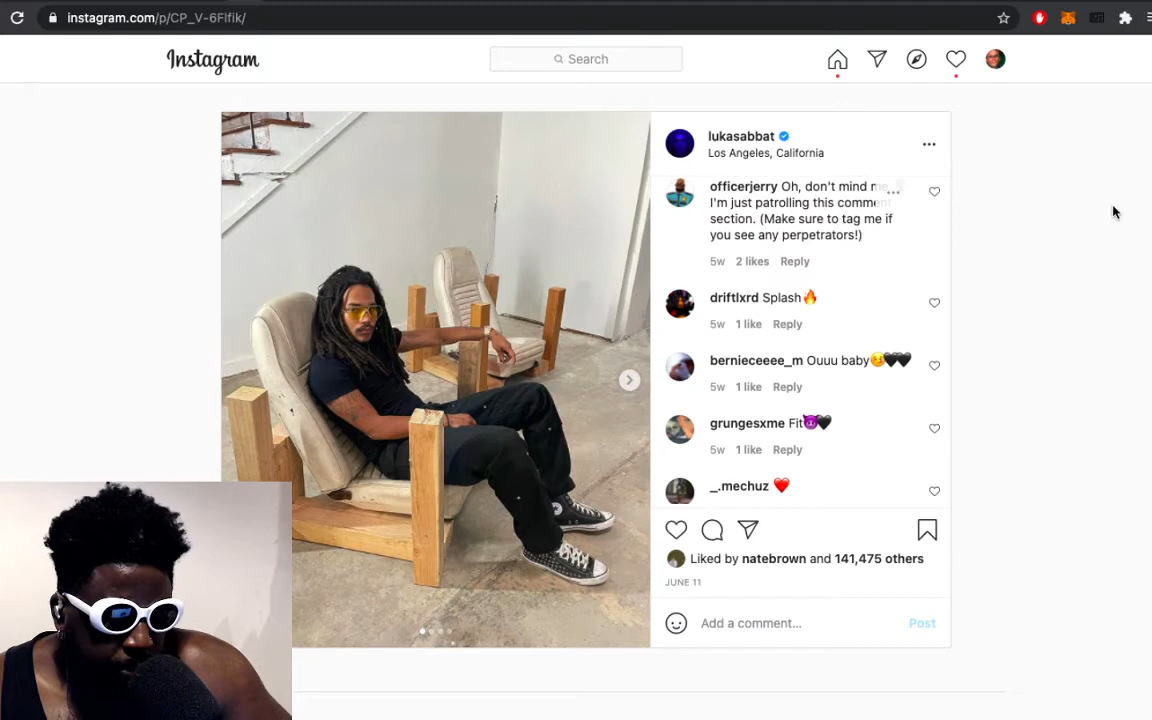 instagram.com/p/CP_V-6Flfik/
Instagram
Search
lukasabbat
Los Angeles, California
officerjerry Oh, don't mind me
I'm just patrolling this comment
section. (Make sure to tag me if
you see any perpetrators!)
5w 2 likes Reply
driftlxrd Splash🔥
5w 1 like Reply
bernieceeee_m Ouuu baby😏🖤🖤
5w 1 like Reply
grungesxme Fit😈🖤
5w 1 like Reply
_.mechuz ❤️
Liked by natebrown and 141,475 others
JUNE 11
Add a comment... Post